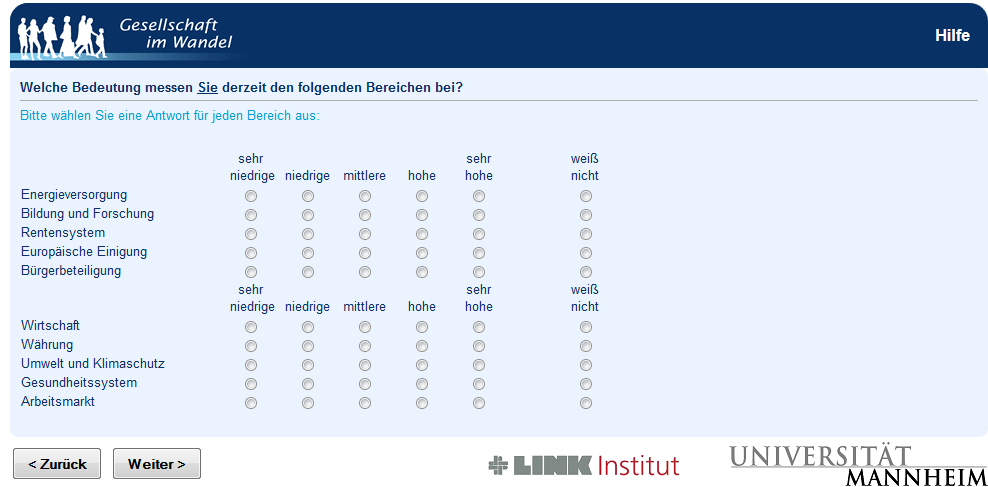 Gesellschaft
im Wandel
Hilfe
Welche Bedeutung messen Sie derzeit den folgenden Bereichen bei?
Bitte wählen Sie eine Antwort für jeden Bereich aus:
sehr sehr weiß
niedrige niedrige mittlere hohe hohe nicht
Energieversorgung
Bildung und Forschung
Rentensystem
Europäische Einigung
Bürgerbeteiligung
sehr sehr weiß
niedrige niedrige mittlere hohe hohe nicht
Wirtschaft
Währung
Umwelt und Klimaschutz
Gesundheitssystem
Arbeitsmarkt
< Zurück Weiter >
LINK Institut
UNIVERSITÄT
MANNHEIM